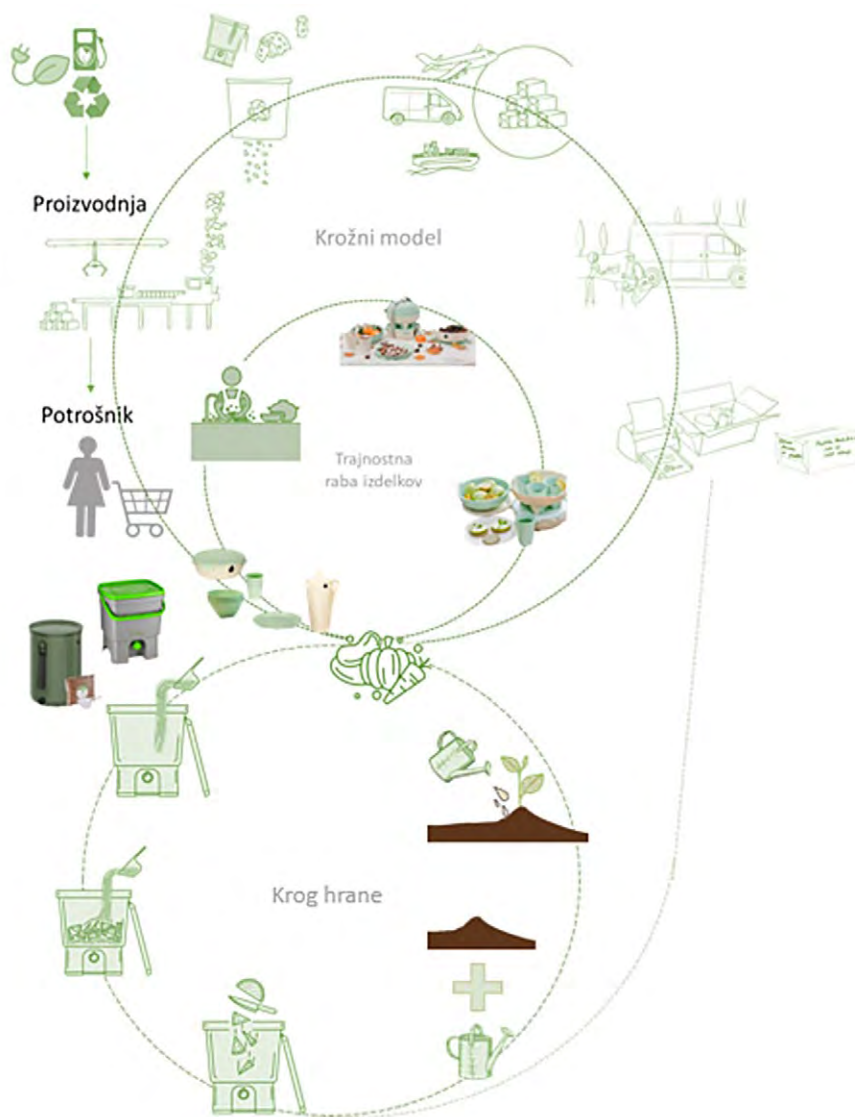 Proizvodnja
Krožni model
Potrošnik
Trajnostna
raba izdelkov
Krog hrane